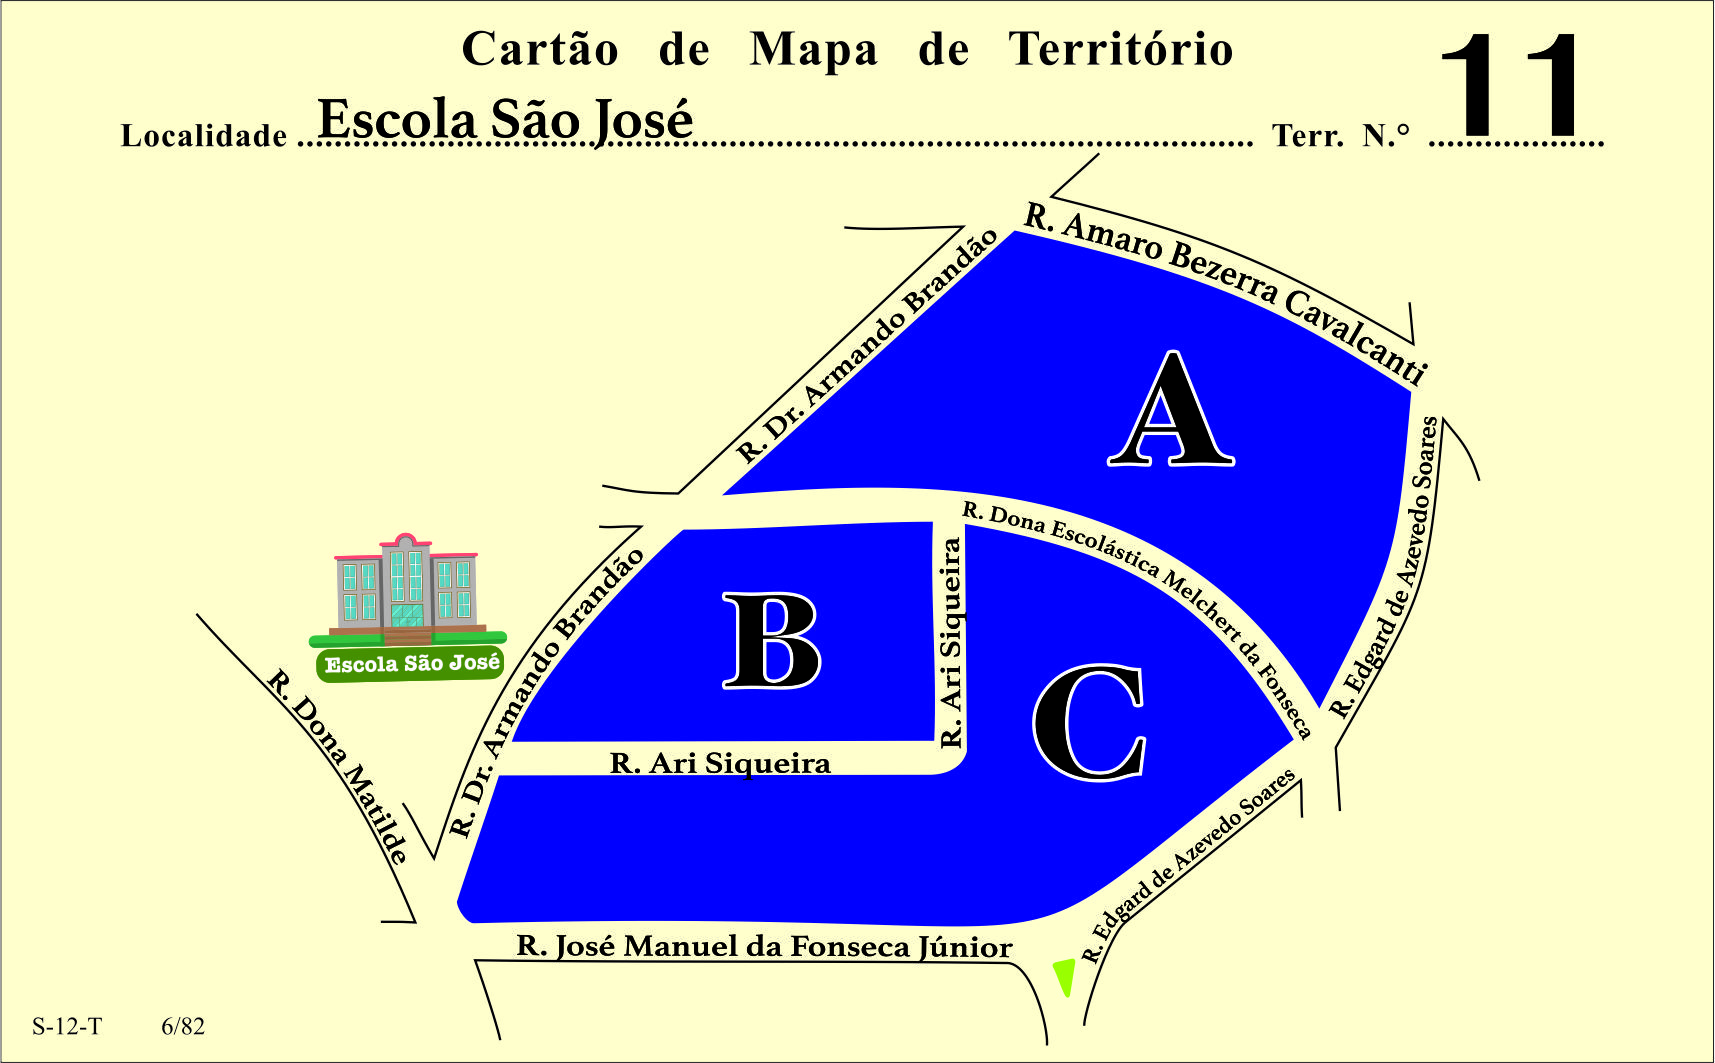 Cartão de Mapa de Território
Localidade Escola São José Terr. N.° 11
R. Amaro Bezerra Cavalcanti
R. Dr. Armando Brandão
A
R. Edgard de Azevedo Soares
R. Dona Escolástica Melchert da Fonseca
R. Ari Siqueira
B
R. Dr. Armando Brandão
Escola São José
C
R. Dona Matilde
R. Ari Siqueira
R. Edgard de Azevedo Soares
R. José Manuel da Fonseca Júnior
S-12-T 6/82